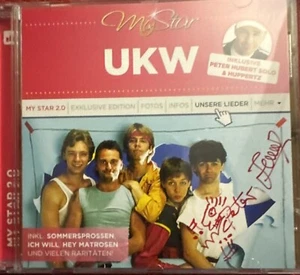 My Star
UKW
INKLUSIVE
PETER HUBERT SOLO
& HUPPERTZ
MY STAR 2.0
EXKLUSIVE EDITION
FOTOS
INFOS
UNSERE LIEDER
MEHR
MY STAR 2.0
INKL. SOMMERSPROSSEN,
ICH WILL, HEY MATROSEN
UND VIELEN RARITÄTEN!